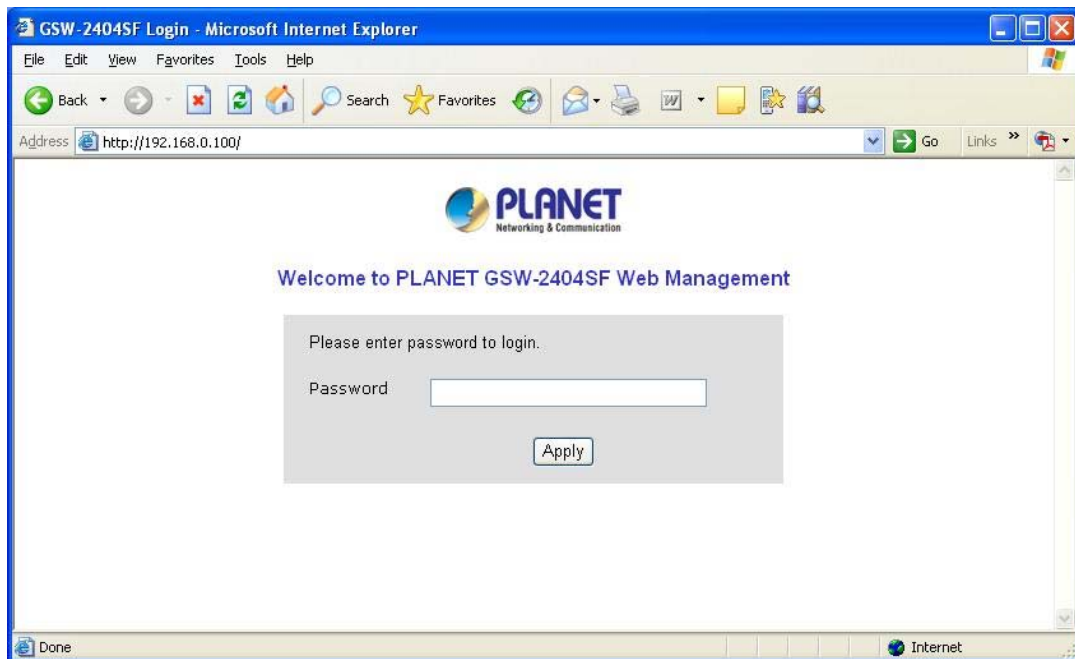 GSW-2404SF Login - Microsoft Internet Explorer
File Edit View Favorites Tools Help
Back Search Favorites W
Address http://192.168.0.100/ Go Links »
PLANET
Networking & Communication
Welcome to PLANET GSW-2404SF Web Management
Please enter password to login.
Password
Apply
Done Internet